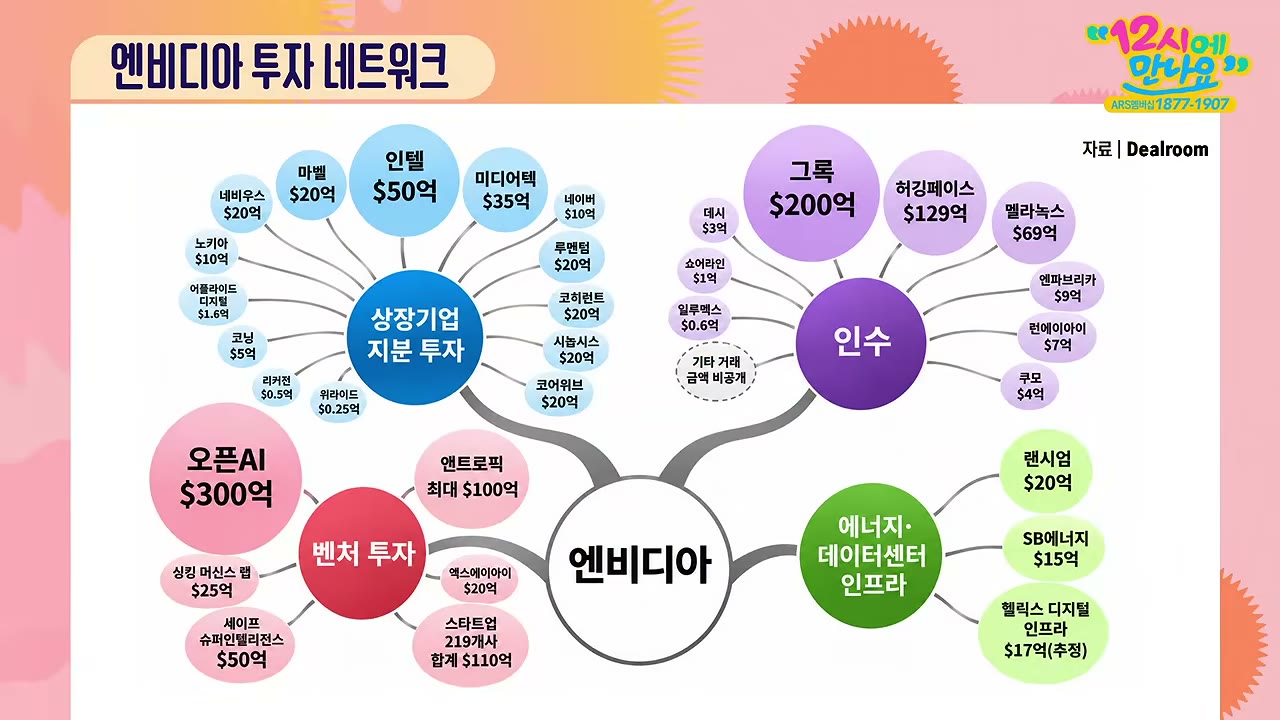 엔비디아 투자 네트워크
"12시에
만나요"
ARS멤버십 1877-1907
자료 | Dealroom
인텔
$50억
마벨
$20억
미디어텍
$35억
네비우스
$20억
네이버
$10억
노키아
$10억
루멘텀
$20억
어플라이드
디지털
$1.6억
코히런트
$20억
코닝
$5억
시놉시스
$20억
리커전
$0.5억
위라이드
$0.25억
코어위브
$20억
상장기업
지분 투자
그록
$200억
허깅페이스
$129억
멜라녹스
$69억
데시
$3억
쇼어라인
$1억
엔파브리카
$9억
일루멕스
$0.6억
런에이아이
$7억
기타 거래
금액 비공개
쿠모
$4억
인수
오픈AI
$300억
앤트로픽
최대 $100억
벤처 투자
싱킹 머신스 랩
$25억
엑스에이아이
$20억
세이프
슈퍼인텔리전스
$50억
스타트업
219개사
합계 $110억
엔비디아
에너지·
데이터센터
인프라
랜시엄
$20억
SB에너지
$15억
헬릭스 디지털
인프라
$17억(추정)